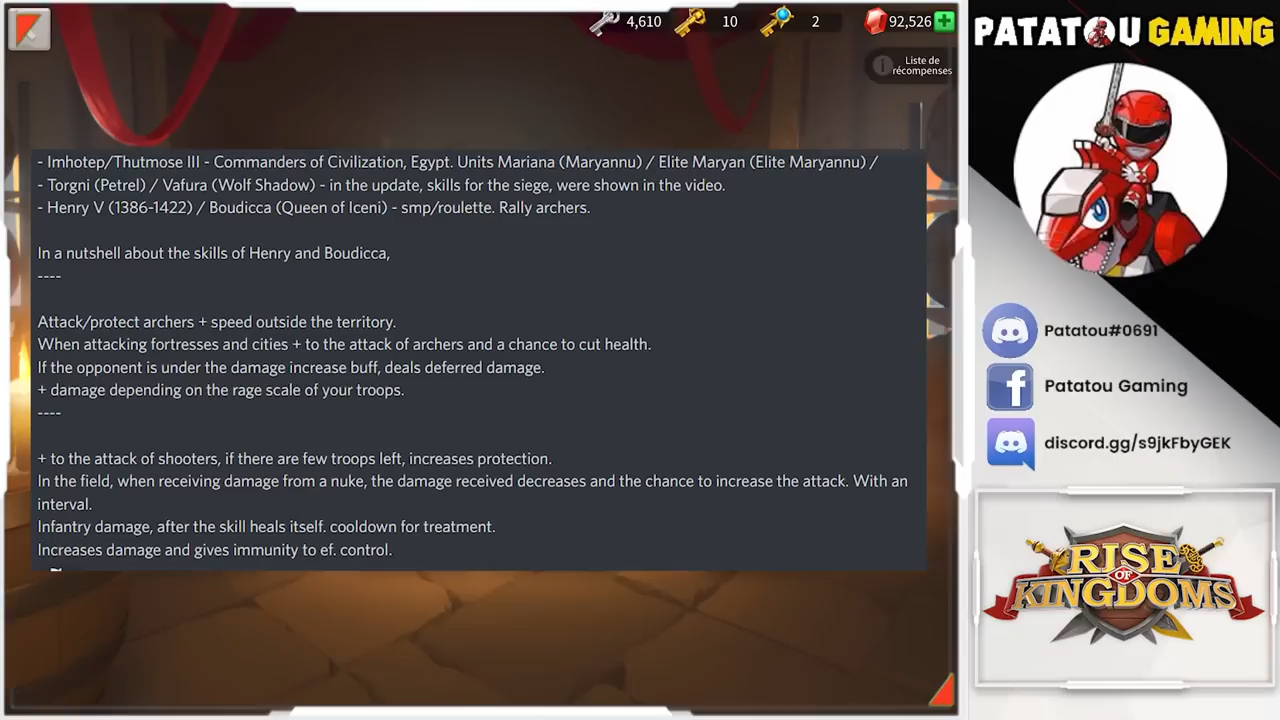 4,610
10
2
92,526
Liste de
récompenses
- Imhotep/Thutmose III - Commanders of Civilization, Egypt. Units Mariana (Maryannu) / Elite Maryan (Elite Maryannu) /
- Torgni (Petrel) / Vafura (Wolf Shadow) - in the update, skills for the siege, were shown in the video.
- Henry V (1386-1422) / Boudicca (Queen of Iceni) - smp/roulette. Rally archers.
In a nutshell about the skills of Henry and Boudicca,
----
Attack/protect archers + speed outside the territory.
When attacking fortresses and cities + to the attack of archers and a chance to cut health.
If the opponent is under the damage increase buff, deals deferred damage.
+ damage depending on the rage scale of your troops.
----
+ to the attack of shooters, if there are few troops left, increases protection.
In the field, when receiving damage from a nuke, the damage received decreases and the chance to increase the attack. With an
interval.
Infantry damage, after the skill heals itself. cooldown for treatment.
Increases damage and gives immunity to ef. control.
PATATOU GAMING
Patatou#0691
Patatou Gaming
discord.gg/s9jkFbyGEK
RISE
OF
KINGDOMS